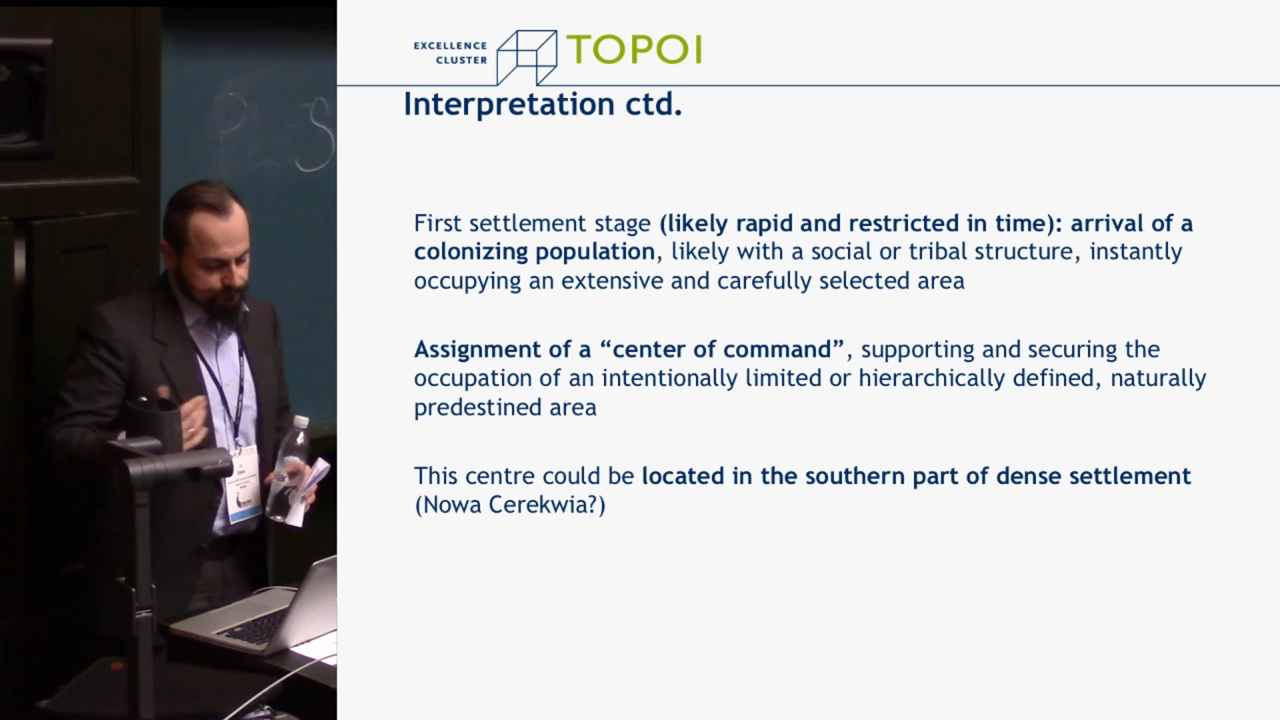 P S
EXCELLENCE
CLUSTER
TOPOI
Interpretation ctd.
First settlement stage (likely rapid and restricted in time): arrival of a
colonizing population, likely with a social or tribal structure, instantly
occupying an extensive and carefully selected area
Assignment of a “center of command”, supporting and securing the
occupation of an intentionally limited or hierarchically defined, naturally
predestined area
This centre could be located in the southern part of dense settlement
(Nowa Cerekwia?)